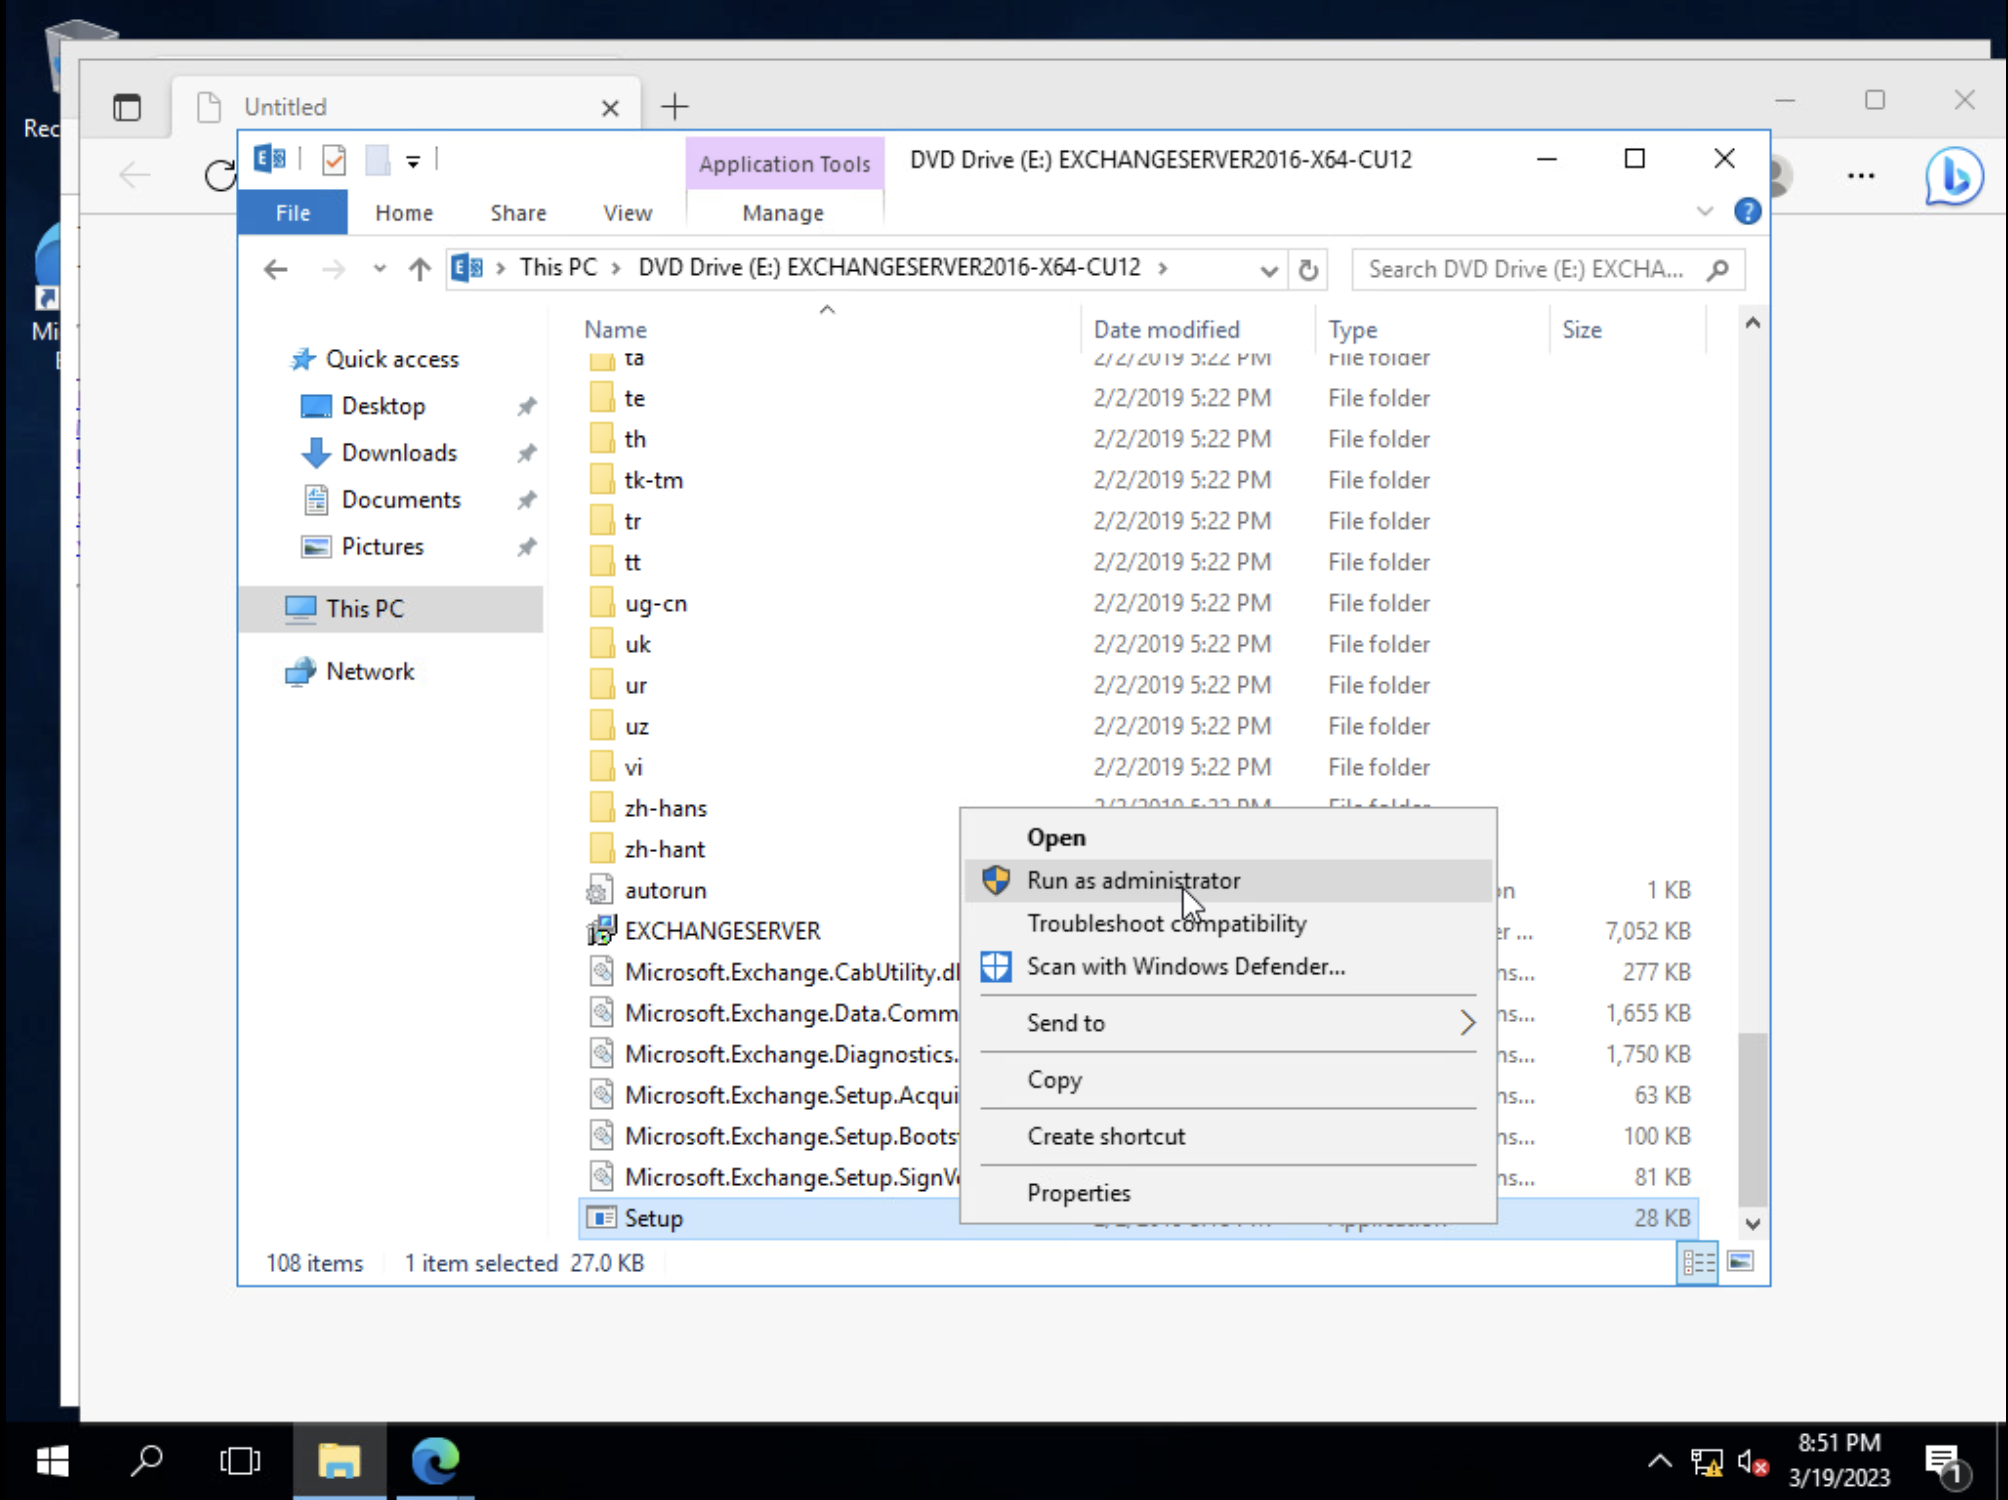 Rec
Untitled
Application Tools
DVD Drive (E:) EXCHANGESERVER2016-X64-CU12
File
Home
Share
View
Manage
This PC
DVD Drive (E:) EXCHANGESERVER2016-X64-CU12
Search DVD Drive (E:) EXCHA...
Mi
Quick access
Desktop
Downloads
Documents
Pictures
This PC
Network
Name Date modified Type Size
ta 2/2/2019 5:22 PM File folder
te 2/2/2019 5:22 PM File folder
th 2/2/2019 5:22 PM File folder
tk-tm 2/2/2019 5:22 PM File folder
tr 2/2/2019 5:22 PM File folder
tt 2/2/2019 5:22 PM File folder
ug-cn 2/2/2019 5:22 PM File folder
uk 2/2/2019 5:22 PM File folder
ur 2/2/2019 5:22 PM File folder
uz 2/2/2019 5:22 PM File folder
vi 2/2/2019 5:22 PM File folder
zh-hans 2/2/2019 5:22 PM File folder
zh-hant
autorun 1 KB
EXCHANGESERVER er ... 7,052 KB
Microsoft.Exchange.CabUtility.dl ns... 277 KB
Microsoft.Exchange.Data.Comm ns... 1,655 KB
Microsoft.Exchange.Diagnostics. ns... 1,750 KB
Microsoft.Exchange.Setup.Acqui ns... 63 KB
Microsoft.Exchange.Setup.Boots ns... 100 KB
Microsoft.Exchange.Setup.SignV ns... 81 KB
Setup 28 KB
Open
Run as administrator
Troubleshoot compatibility
Scan with Windows Defender...
Send to
Copy
Create shortcut
Properties
108 items
1 item selected 27.0 KB
8:51 PM
3/19/2023
1